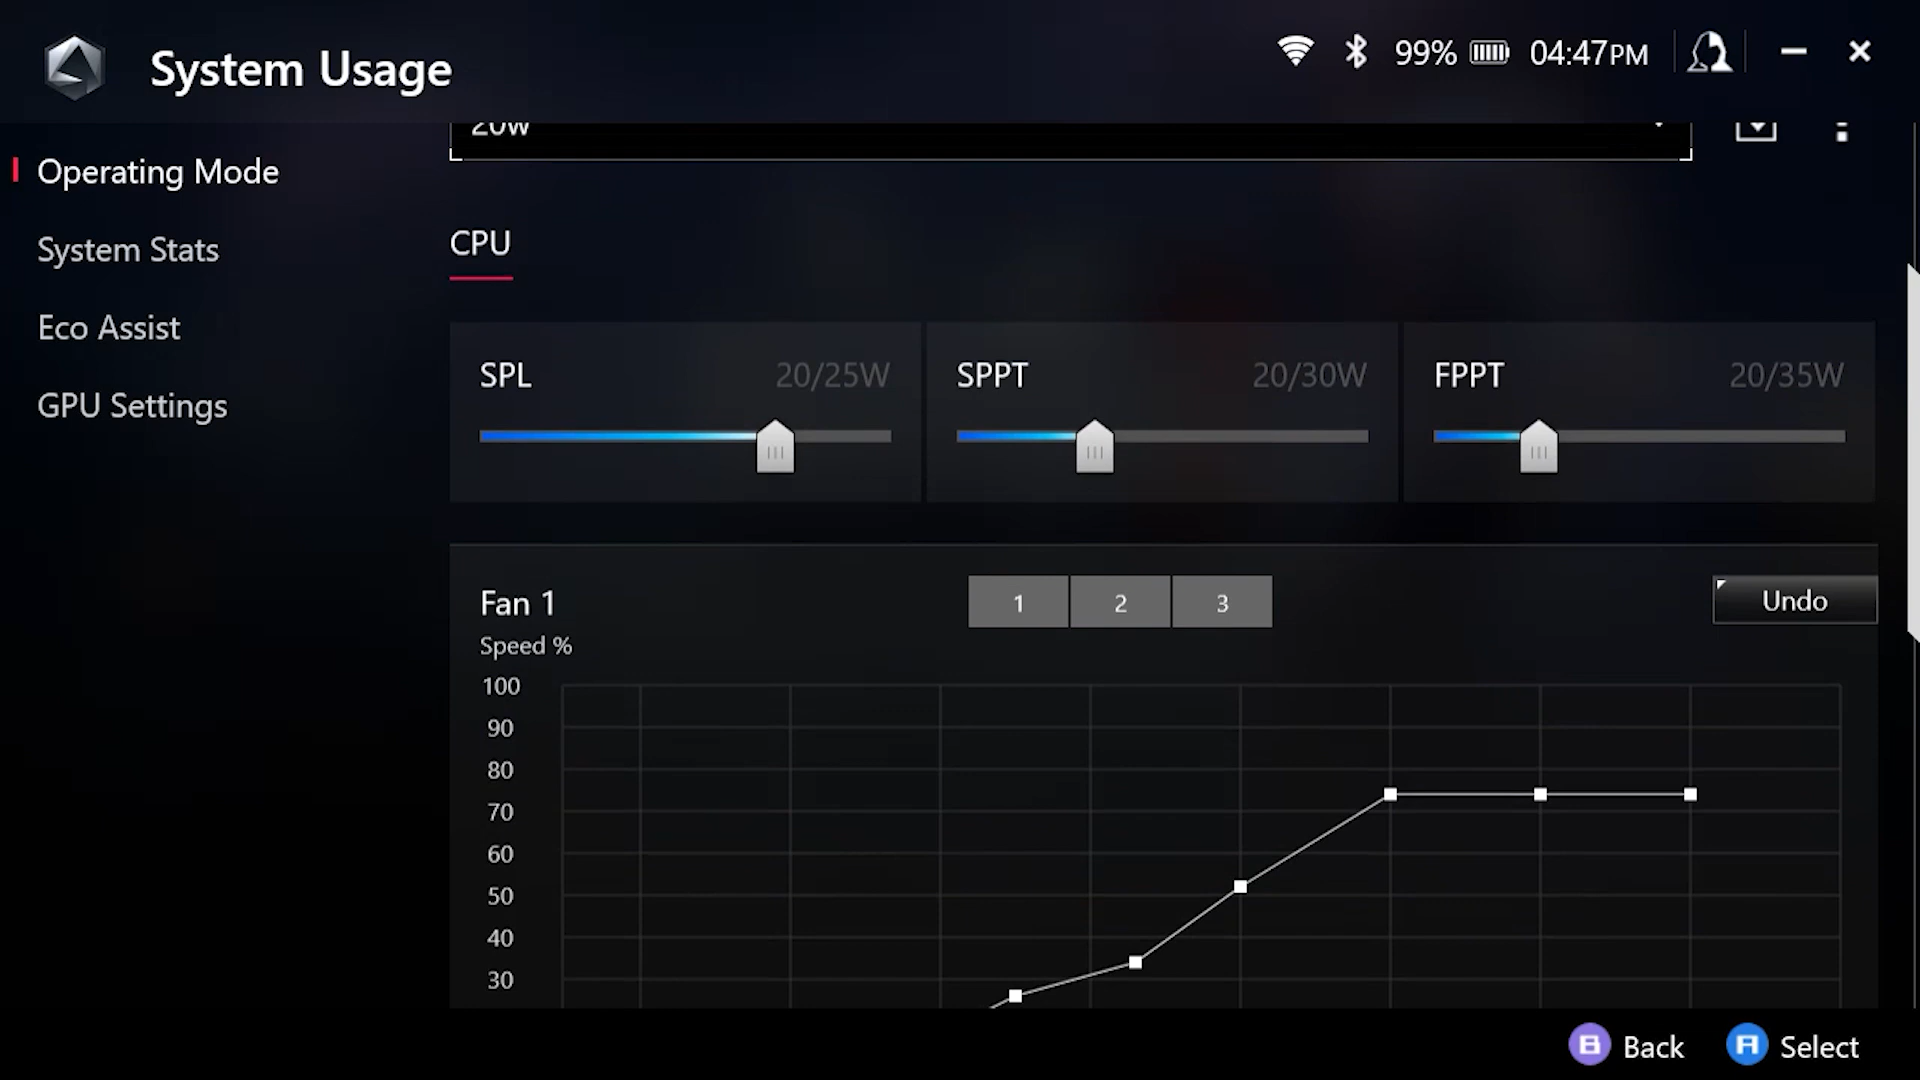 System Usage
99%
04:47PM
20W
Operating Mode
System Stats
Eco Assist
GPU Settings
CPU
SPL
20/25W
SPPT
20/30W
FPPT
20/35W
Fan 1
1
2
3
Undo
Speed %
100
90
80
70
60
50
40
30
B
Back
A
Select